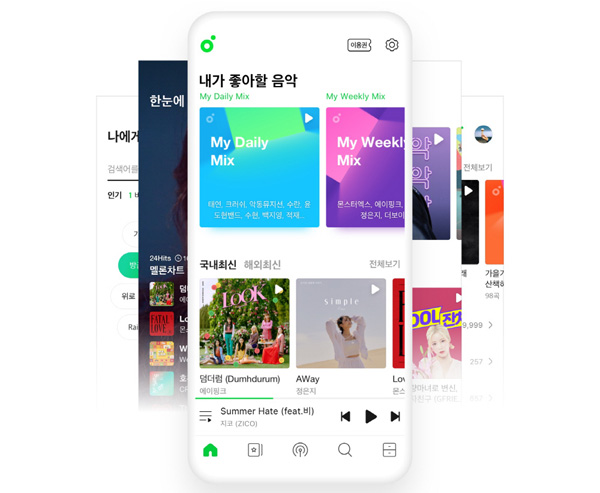 이용권
내가 좋아할 음악
My Daily Mix
My Weekly Mix
My Daily
Mix
태연, 크러쉬, 악동뮤지션, 수란, 윤
도현밴드, 수현, 백지영, 적재...
My Weekly
Mix
몬스타엑스, 에이핑크,
정은지, 더보이
국내최신
해외최신
전체보기
LOOK
simple
덤더럼 (Dumhdurum)
에이핑크
AWay
정은지
Lov
몬스
Summer Hate (feat.비)
지코 (ZICO)
한눈에
24Hits
멜론차트
FATAL
LOVE
나에게
검색어를
인기
1
위로
전체보기
가을기
산책하
98곡
9,999
257